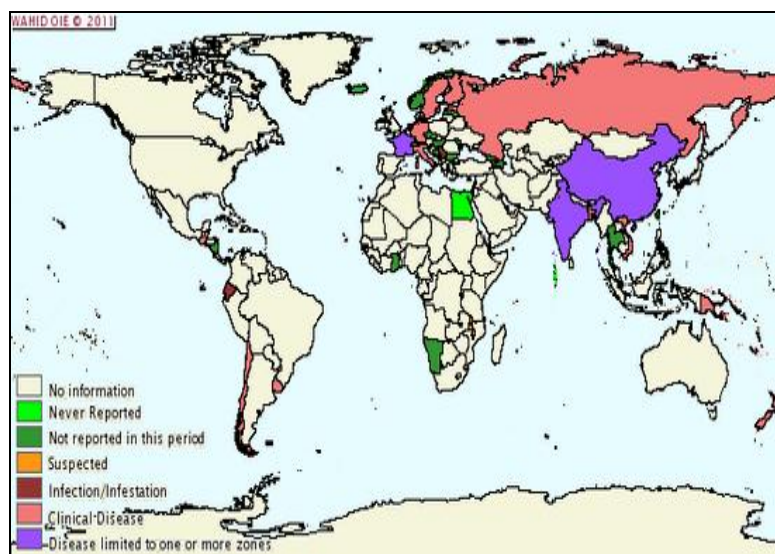 WAHID OIE © 2011
No information
Never Reported
Not reported in this period
Suspected
Infection/Infestation
Clinical Disease
Disease limited to one or more zones